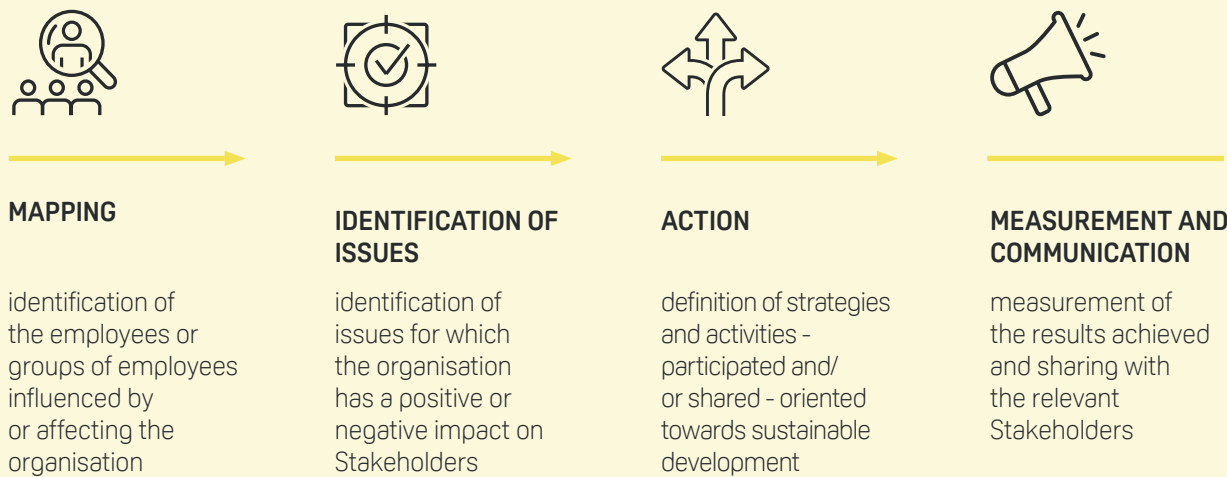 MAPPING
identification of
the employees or
groups of employees
influenced by
or affecting the
organisation
IDENTIFICATION OF
ISSUES
identification of
issues for which
the organisation
has a positive or
negative impact on
Stakeholders
ACTION
definition of strategies
and activities -
participated and/
or shared - oriented
towards sustainable
development
MEASUREMENT AND
COMMUNICATION
measurement of
the results achieved
and sharing with
the relevant
Stakeholders